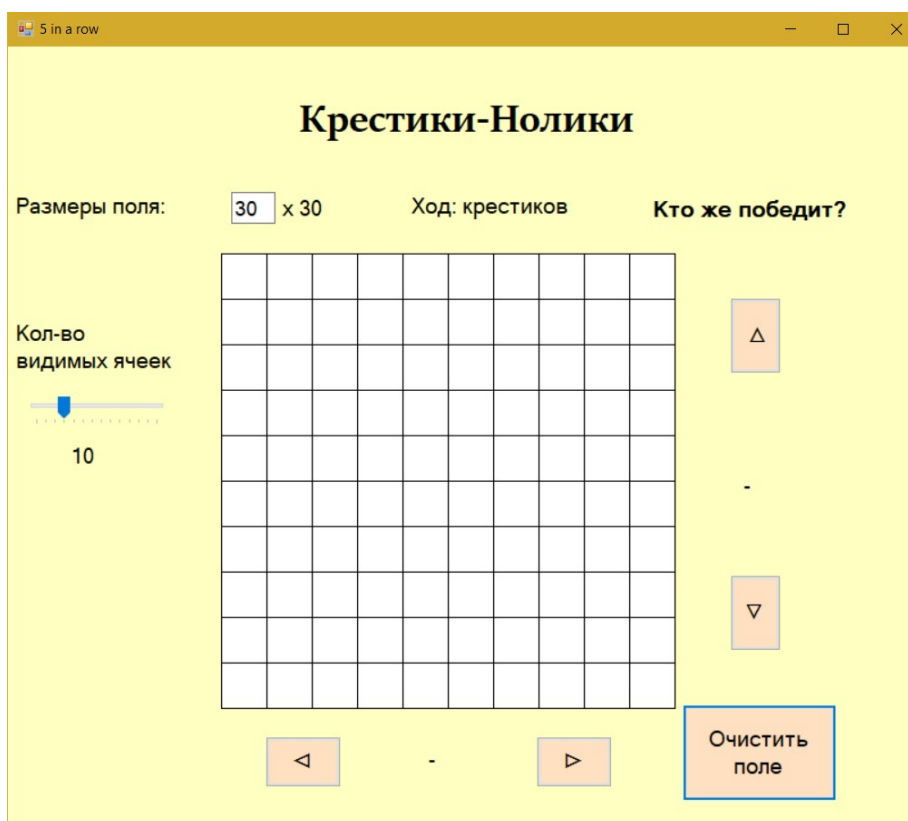 5 in a row
Крестики-Нолики
Размеры поля: 30 x 30 Ход: крестиков Кто же победит?
Кол-во
видимых ячеек
10
-
-
Очистить
поле